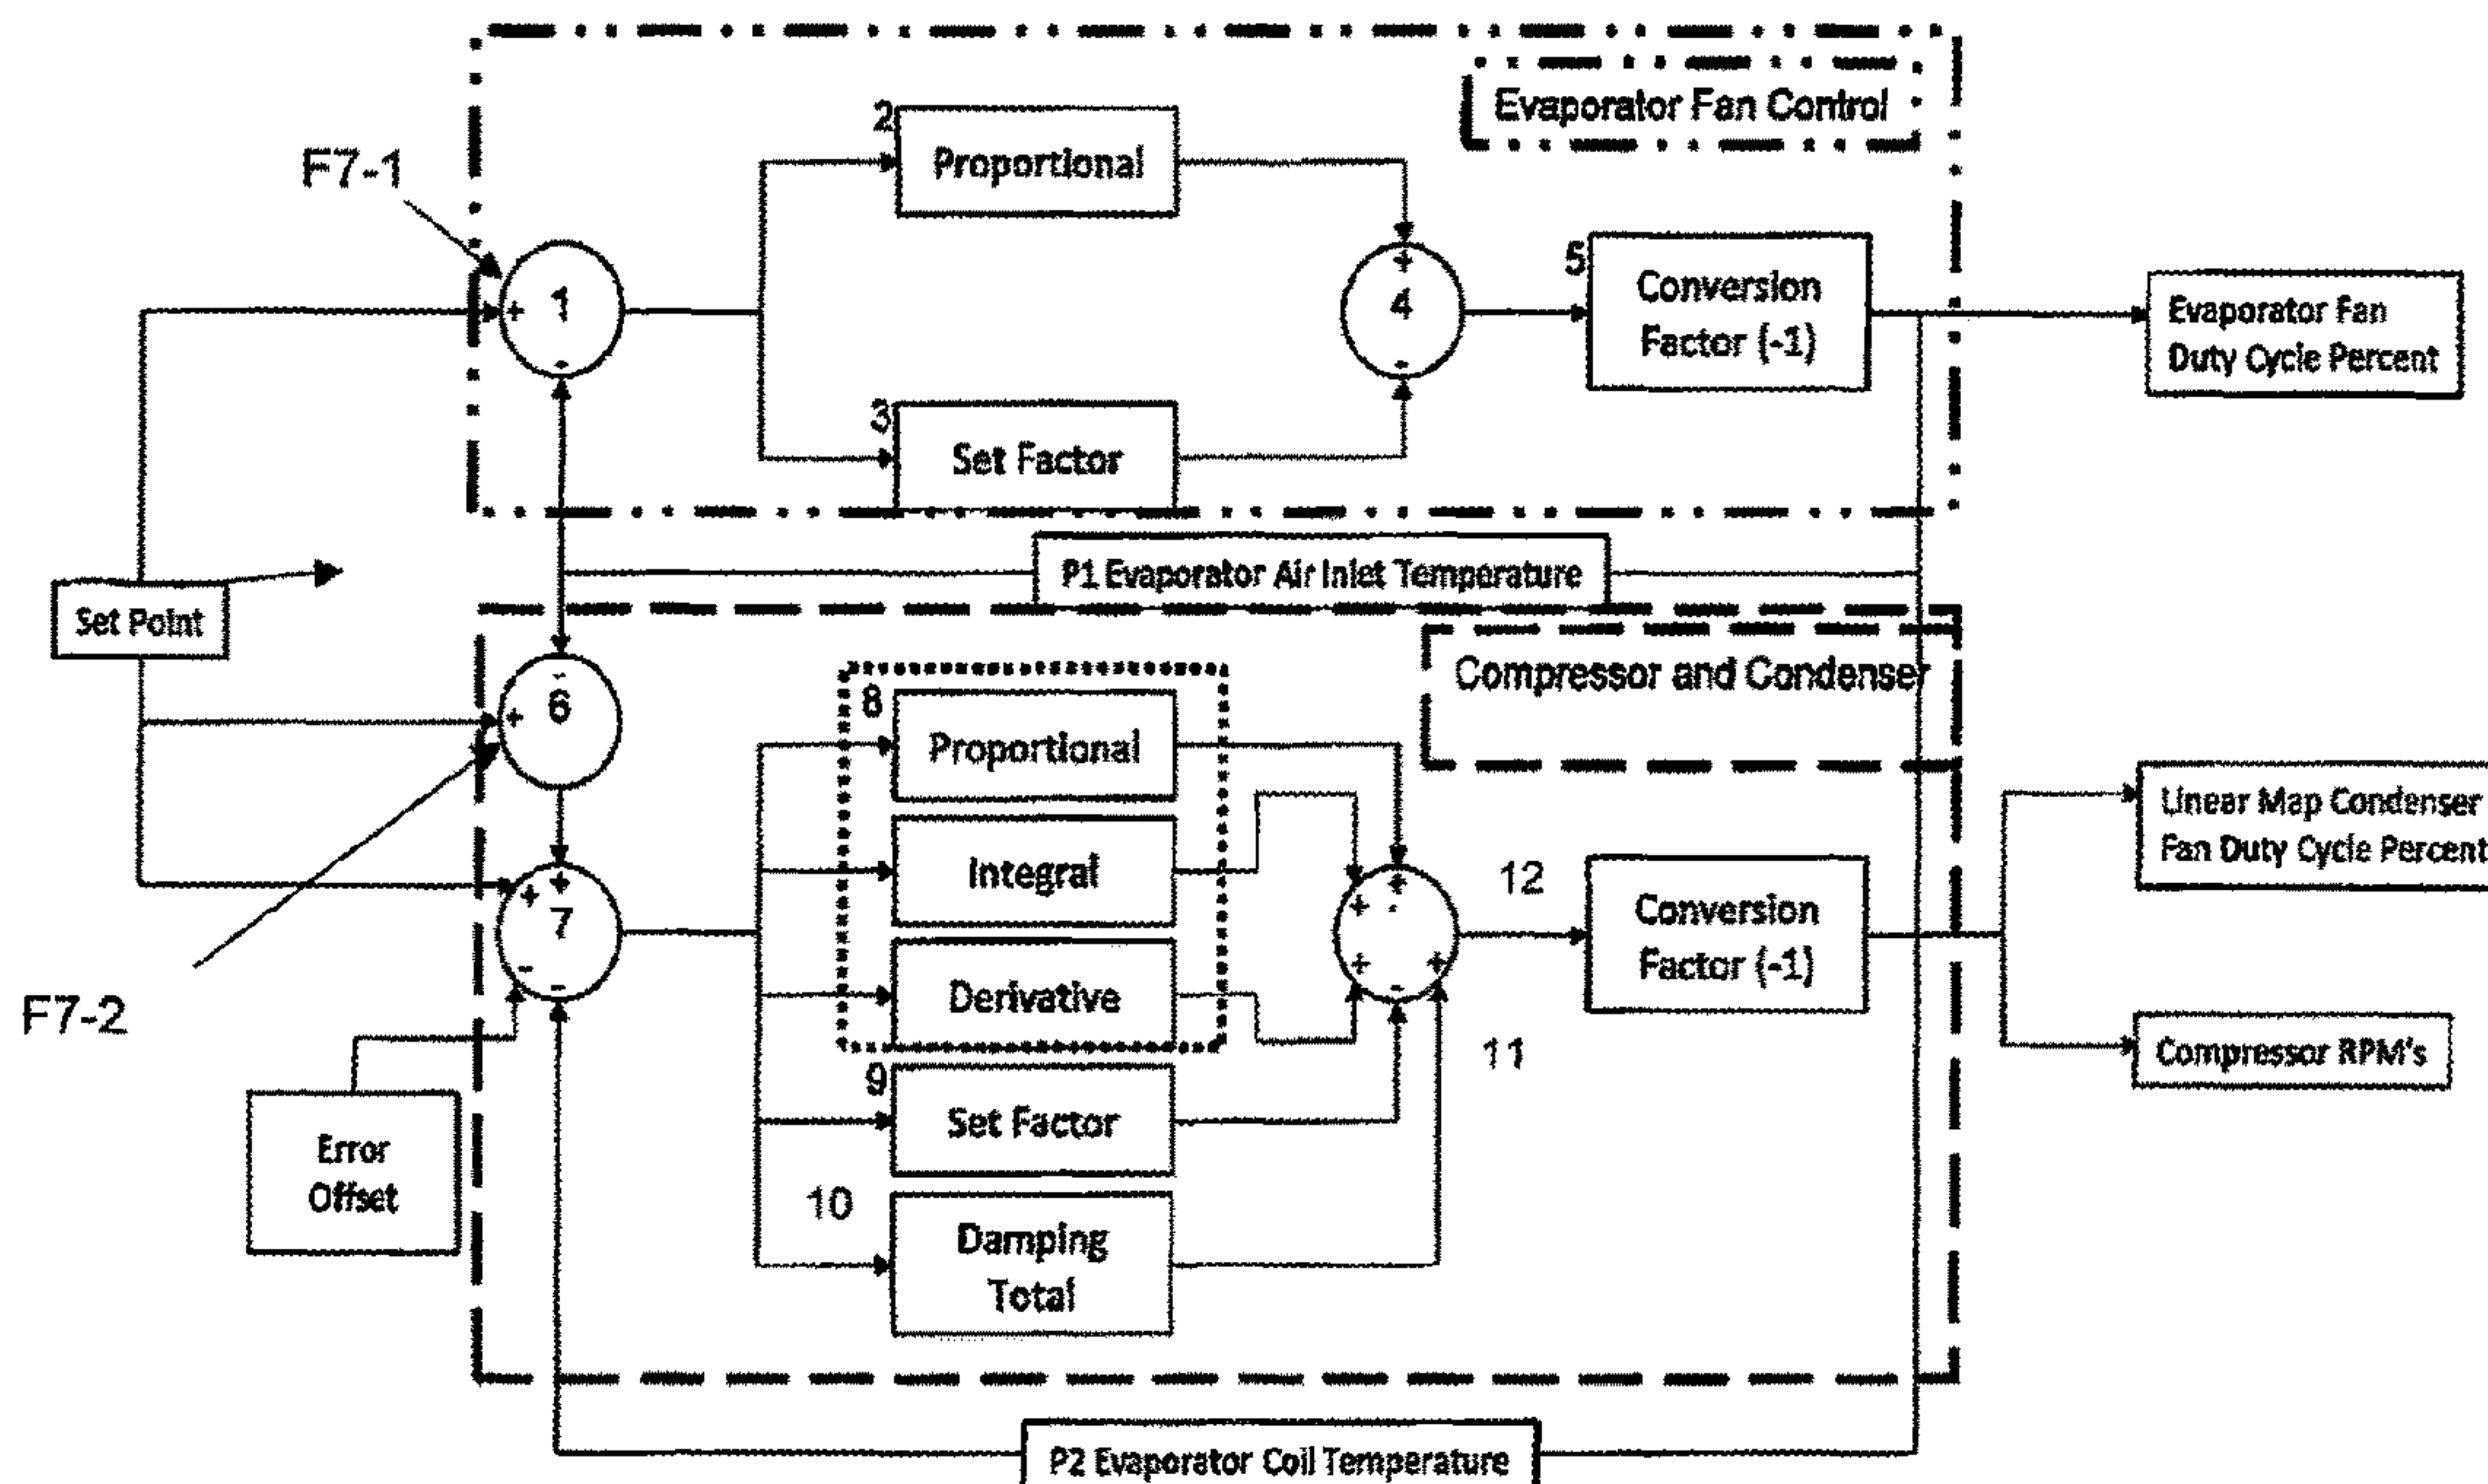 Evaporator Fan Control
F7-1
2
Proportional
+
1
-
3
Set Factor
+
4
-
5
Conversion
Factor (-1)
Evaporator Fan
Duty Cycle Percent
P1 Evaporator Air Inlet Temperature
Set Point
Compressor and Condenser
-
6
+
F7-2
+
+
7
-
-
Error
Offset
8
Proportional
Integral
Derivative
9
Set Factor
10
Damping
Total
+
-
+
+
+
-
11
12
Conversion
Factor (-1)
Linear Map Condenser
Fan Duty Cycle Percent
Compressor RPM's
P2 Evaporator Coil Temperature